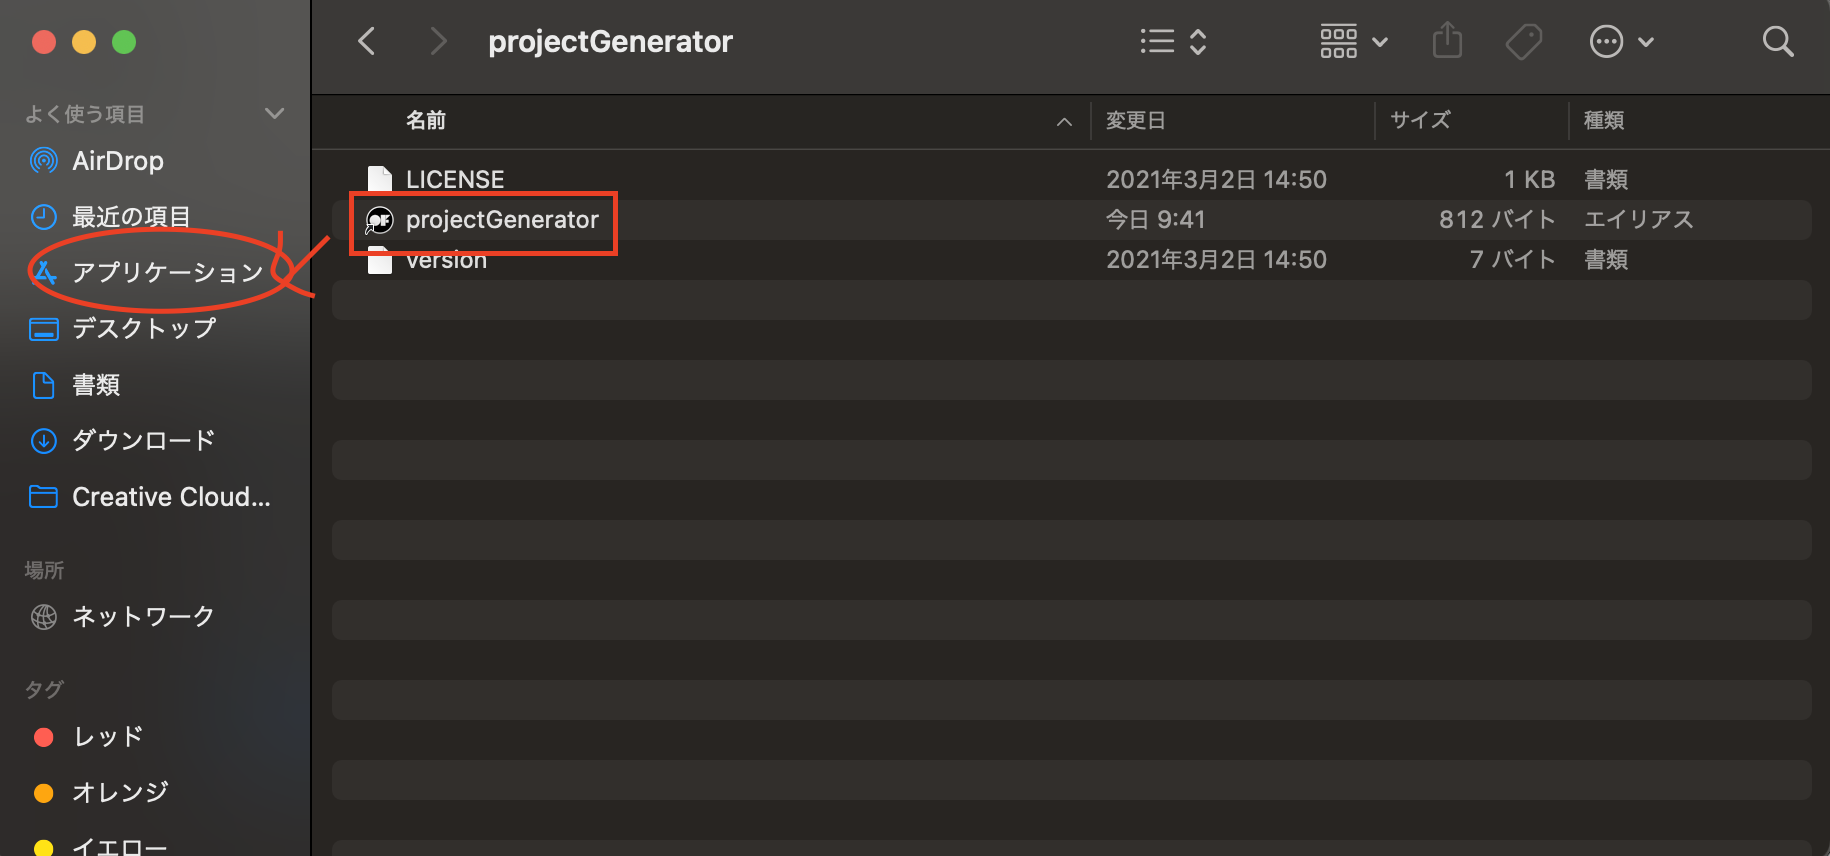 projectGenerator
よく使う項目
AirDrop
最近の項目
アプリケーション
デスクトップ
書類
ダウンロード
Creative Cloud...
場所
ネットワーク
タグ
レッド
オレンジ
イエロー
名前 変更日 サイズ 種類
LICENSE 2021年3月2日 14:50 1 KB 書類
projectGenerator 今日 9:41 812 バイト エイリアス
version 2021年3月2日 14:50 7 バイト 書類